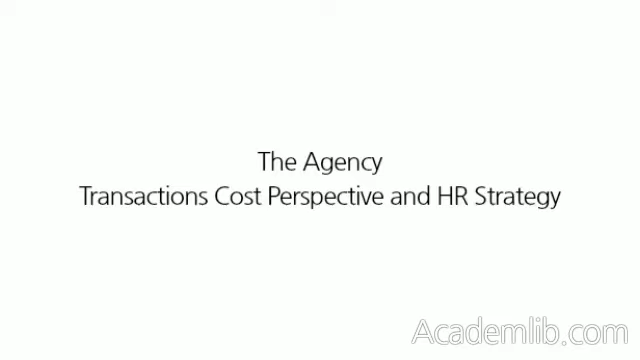 The Agency
Transactions Cost Perspective and HR Strategy
Academlib.com